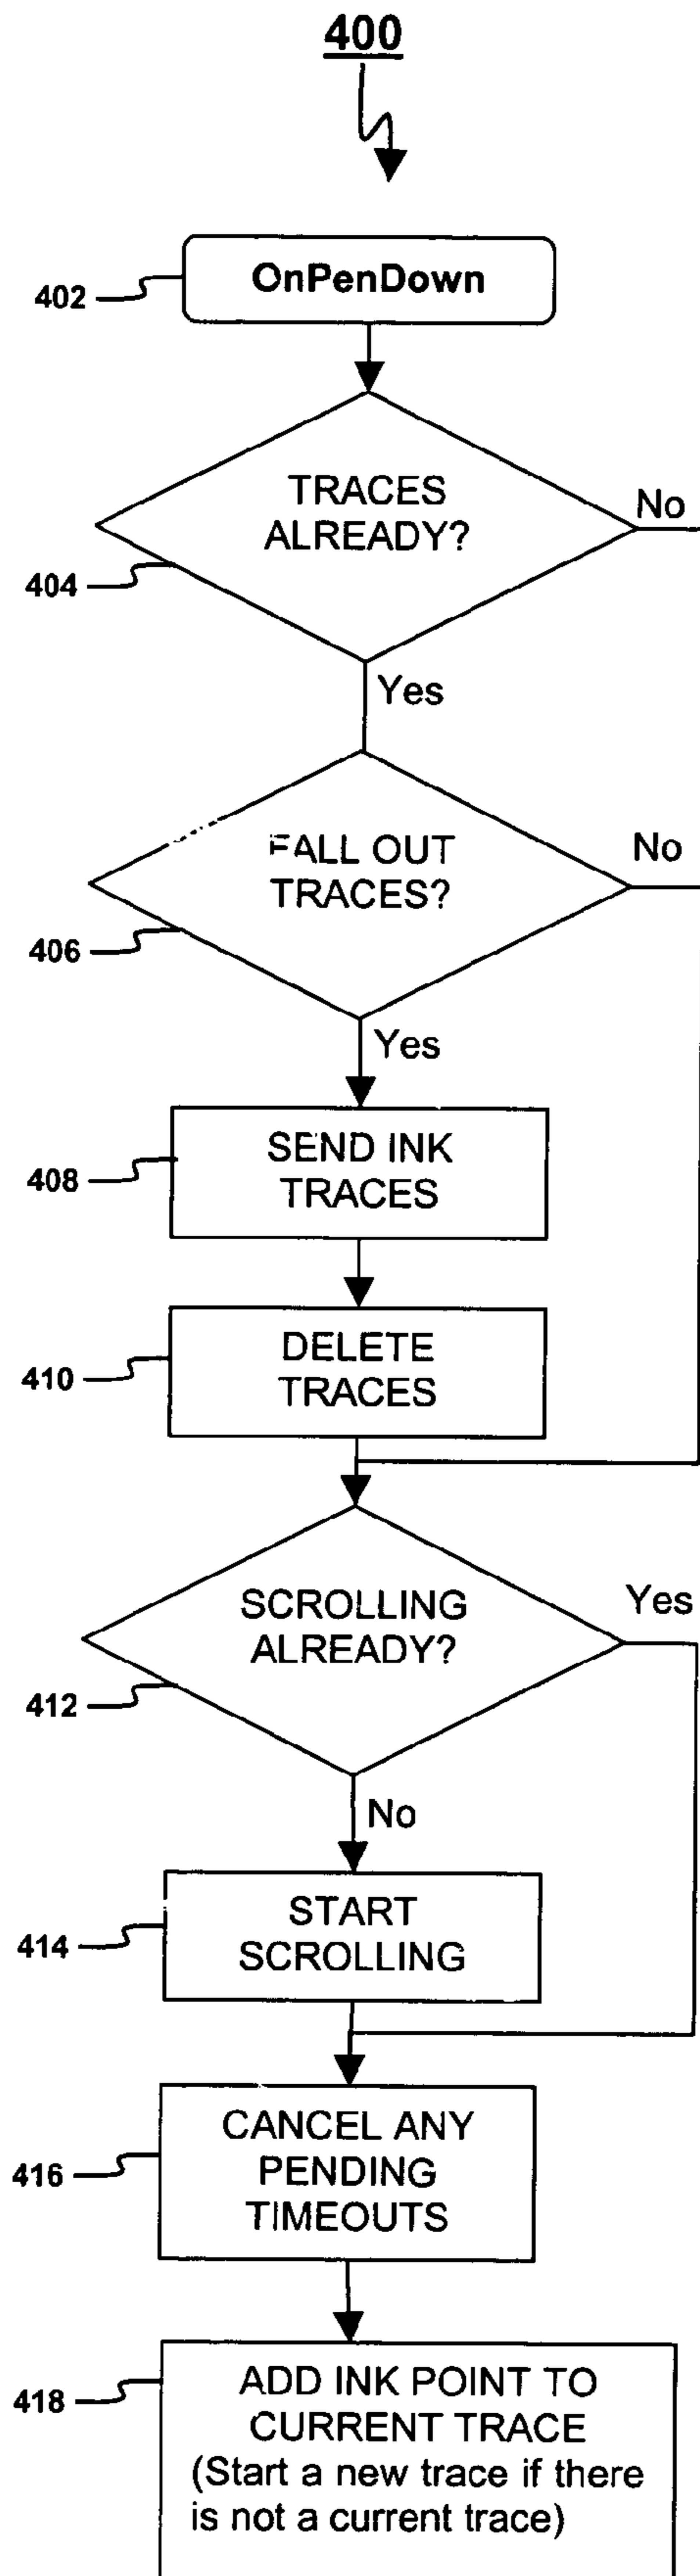 400
402
OnPenDown
TRACES
ALREADY?
No
404
Yes
FALL OUT
TRACES?
No
406
Yes
408
SEND INK
TRACES
410
DELETE
TRACES
SCROLLING
ALREADY?
Yes
412
No
414
START
SCROLLING
416
CANCEL ANY
PENDING
TIMEOUTS
418
ADD INK POINT TO
CURRENT TRACE
(Start a new trace if there
is not a current trace)